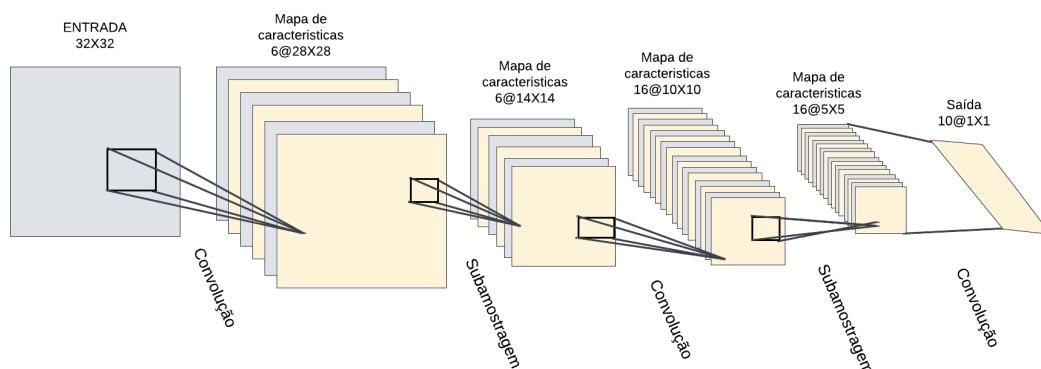 ENTRADA
32X32
Mapa de
caracteristicas
6@28X28
Mapa de
caracteristicas
6@14X14
Mapa de
caracteristicas
16@10X10
Mapa de
caracteristicas
16@5X5
Saída
10@1X1
Convolução
Subamostragem
Convolução
Subamostragem
Convolução